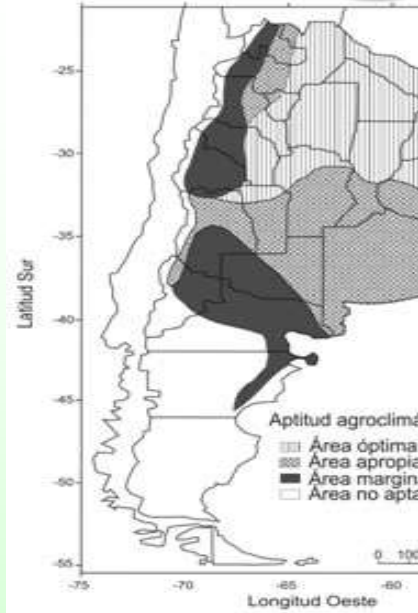 -25
-30
-35
-40
-45
-50
-55
Latitud Sur
Aptitud agroclimá
Área óptima
Área apropia
Área margin
Área no apta
0 100
-75 -70 -65 -60
Longitud Oeste